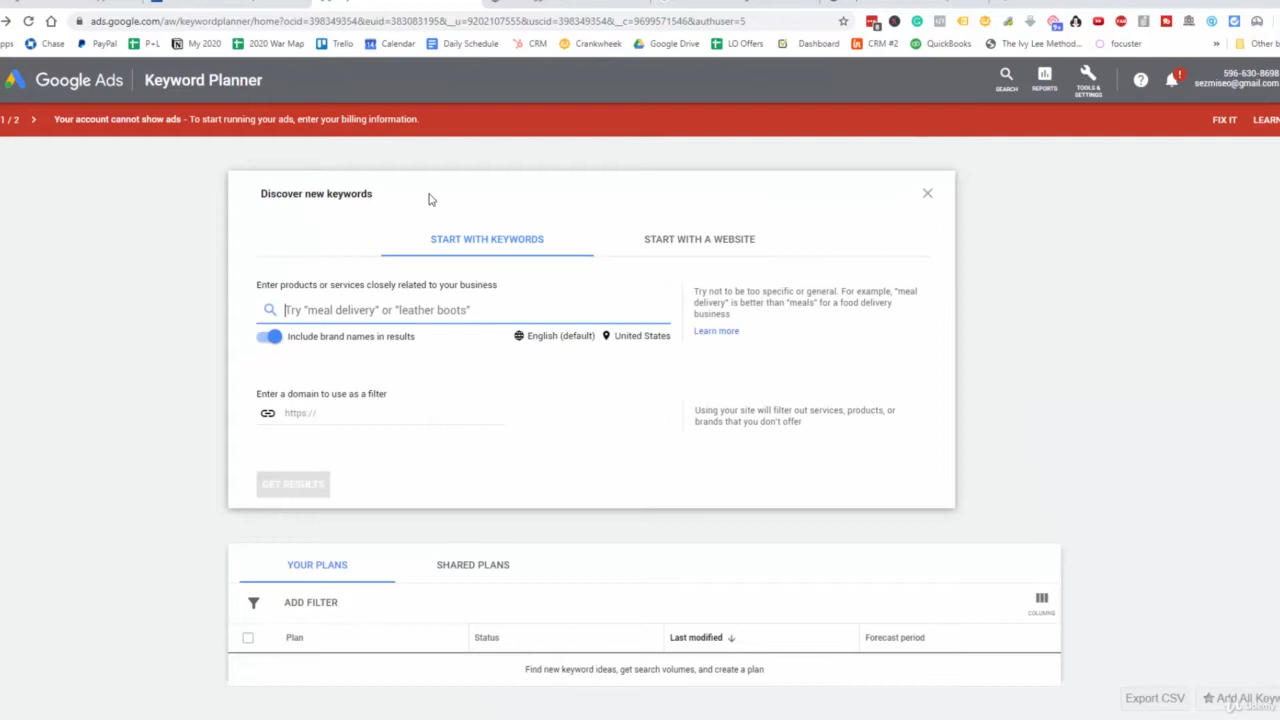 ads.google.com/aw/keywordplanner/home?ocid=398349354&euid=383083195&__u=9202107555&uscid=398349354&__c=9699571546&authuser=5
Chase PayPal P+L My 2020 2020 War Map Trello Calendar Daily Schedule CRM Crankwheek Google Drive LO Offers Dashboard CRM #2 QuickBooks The Ivy Lee Method... focuster » Other
Google Ads Keyword Planner
SEARCH REPORTS TOOLS & SETTINGS
596-630-8698
sezmiseo@gmail.com
1 / 2 > Your account cannot show ads - To start running your ads, enter your billing information. FIX IT LEARN
Discover new keywords
START WITH KEYWORDS START WITH A WEBSITE
Enter products or services closely related to your business
Try "meal delivery" or "leather boots"
Include brand names in results English (default) United States
Try not to be too specific or general. For example, "meal
delivery" is better than "meals" for a food delivery
business
Learn more
Enter a domain to use as a filter
https://
Using your site will filter out services, products, or
brands that you don't offer
GET RESULTS
YOUR PLANS SHARED PLANS
ADD FILTER
COLUMNS
Plan Status Last modified Forecast period
Find new keyword ideas, get search volumes, and create a plan
Export CSV Add All Keyw
Udemy